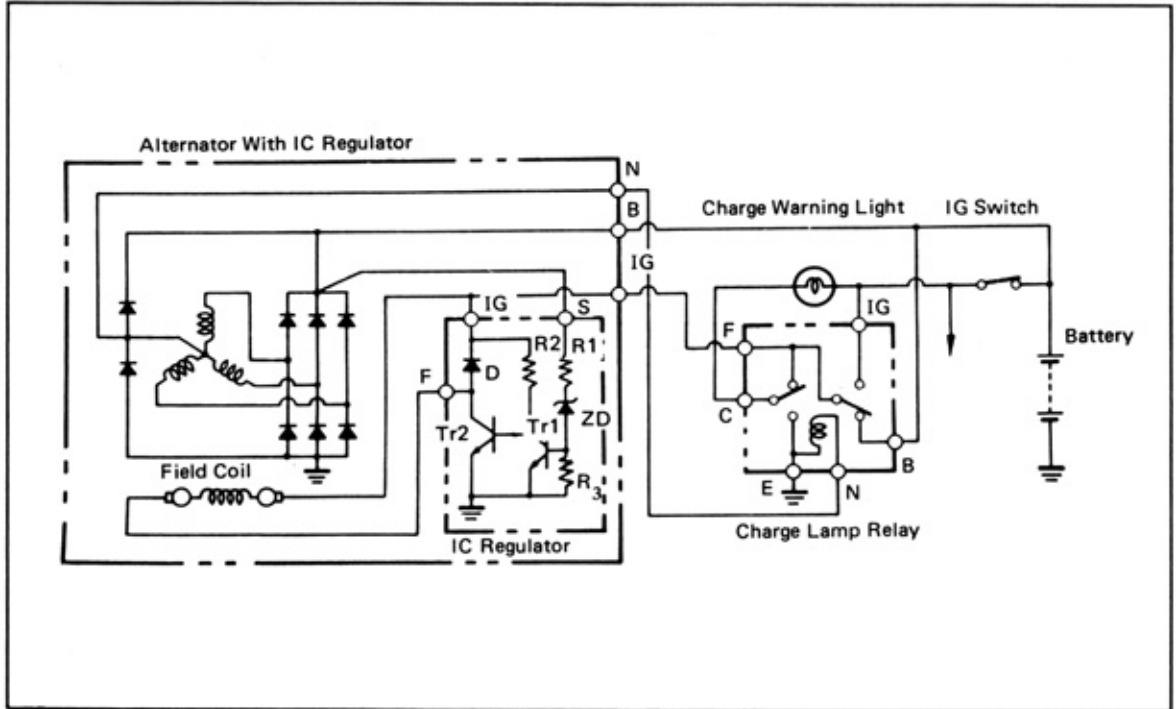 Alternator With IC Regulator
N
B
Charge Warning Light
IG Switch
IG
IG
S
IG
R2
R1
F
Battery
F
D
C
Tr2
Tr1
ZD
B
Field Coil
R3
E
N
IC Regulator
Charge Lamp Relay